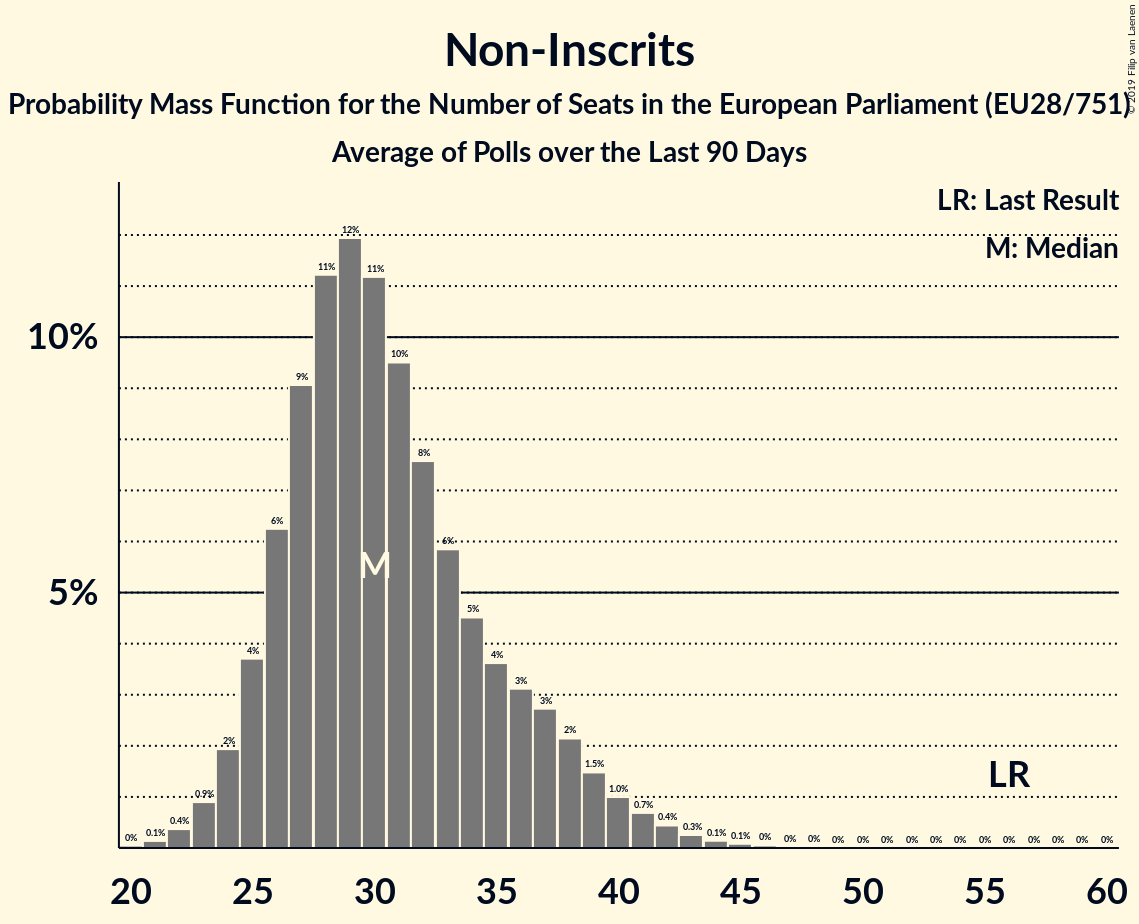 Non-Inscrits
Probability Mass Function for the Number of Seats in the European Parliament (EU28/751)
Average of Polls over the Last 90 Days
© 2019 Filip van Laenen
LR: Last Result
M: Median
10%
5%
0% 0.1% 0.4% 0.9% 2% 4% 6% 9% 11% 12% 11% 10% 8% 6% 5% 4% 3% 3% 2% 1.5% 1.0% 0.7% 0.4% 0.3% 0.1% 0.1% 0% 0% 0% 0% 0% 0% 0% 0% 0% 0% 0% 0% 0% 0% 0%
M
LR
20 25 30 35 40 45 50 55 60